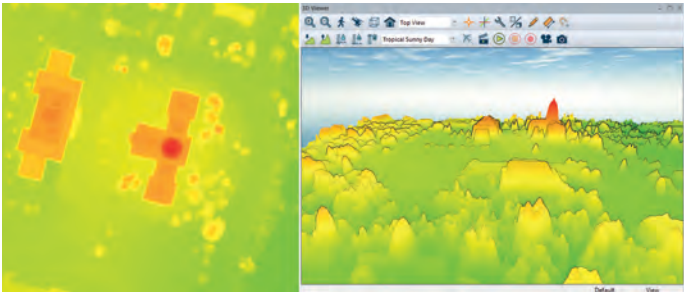 3D Viewer
Top View
Tropical Sunny Day
Default View